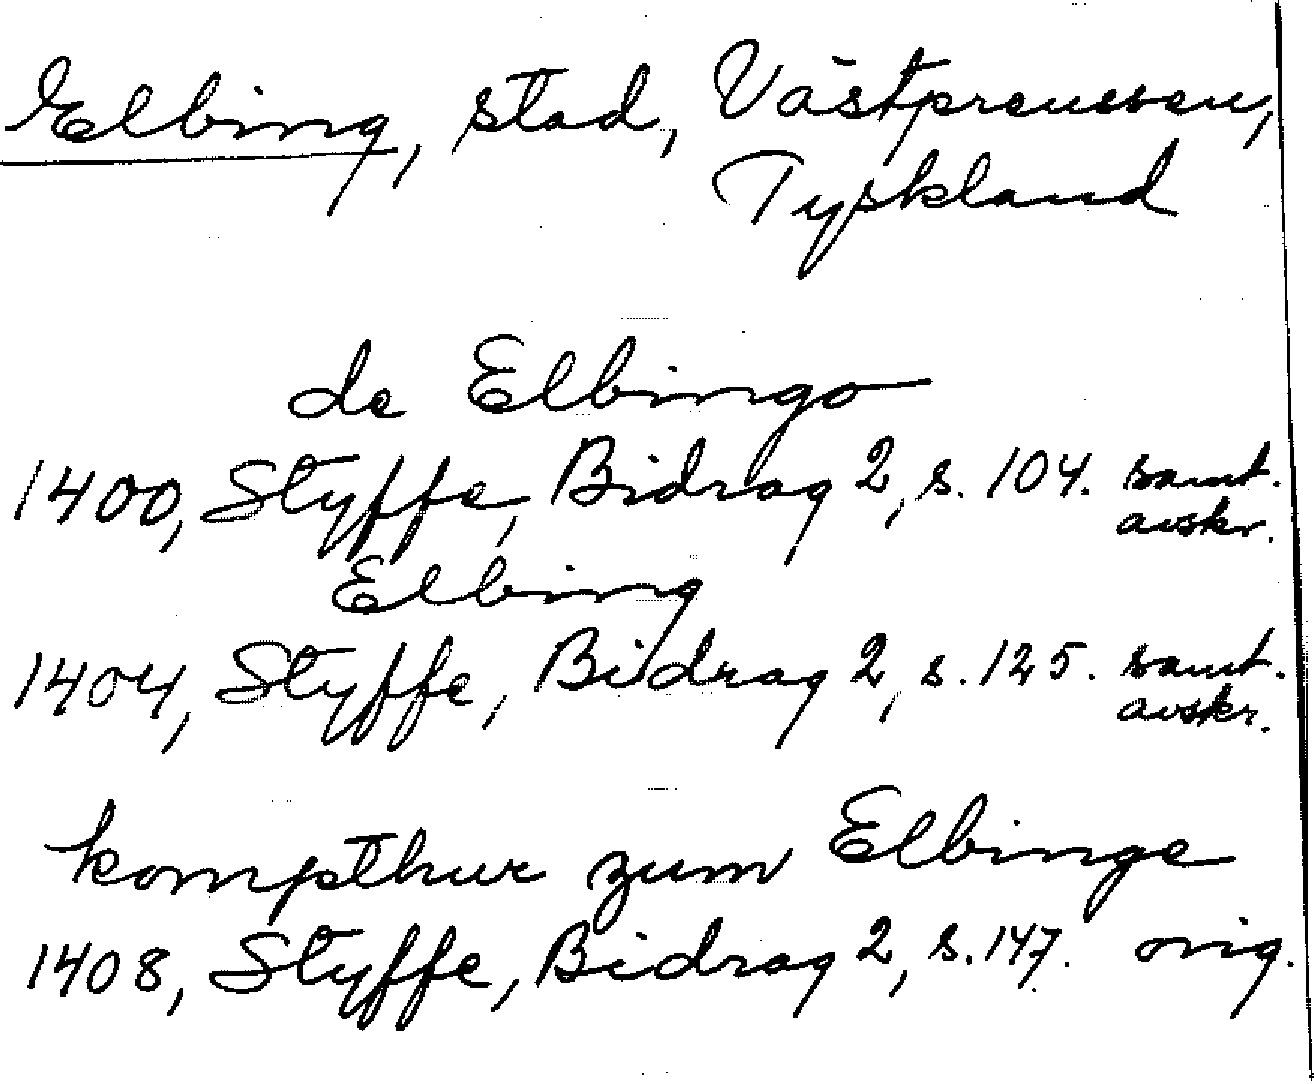 Elbing, stad, Västpreussen,
Tyskland
de Elbingo
1400, Styffe, Bidrag 2, s. 104. samt.
avskr.
Elbing
1404, Styffe, Bidrag 2, s. 125. samt.
avskr.
kompthur zum Elbinge
1408, Styffe, Bidrag 2, s. 147. orig.